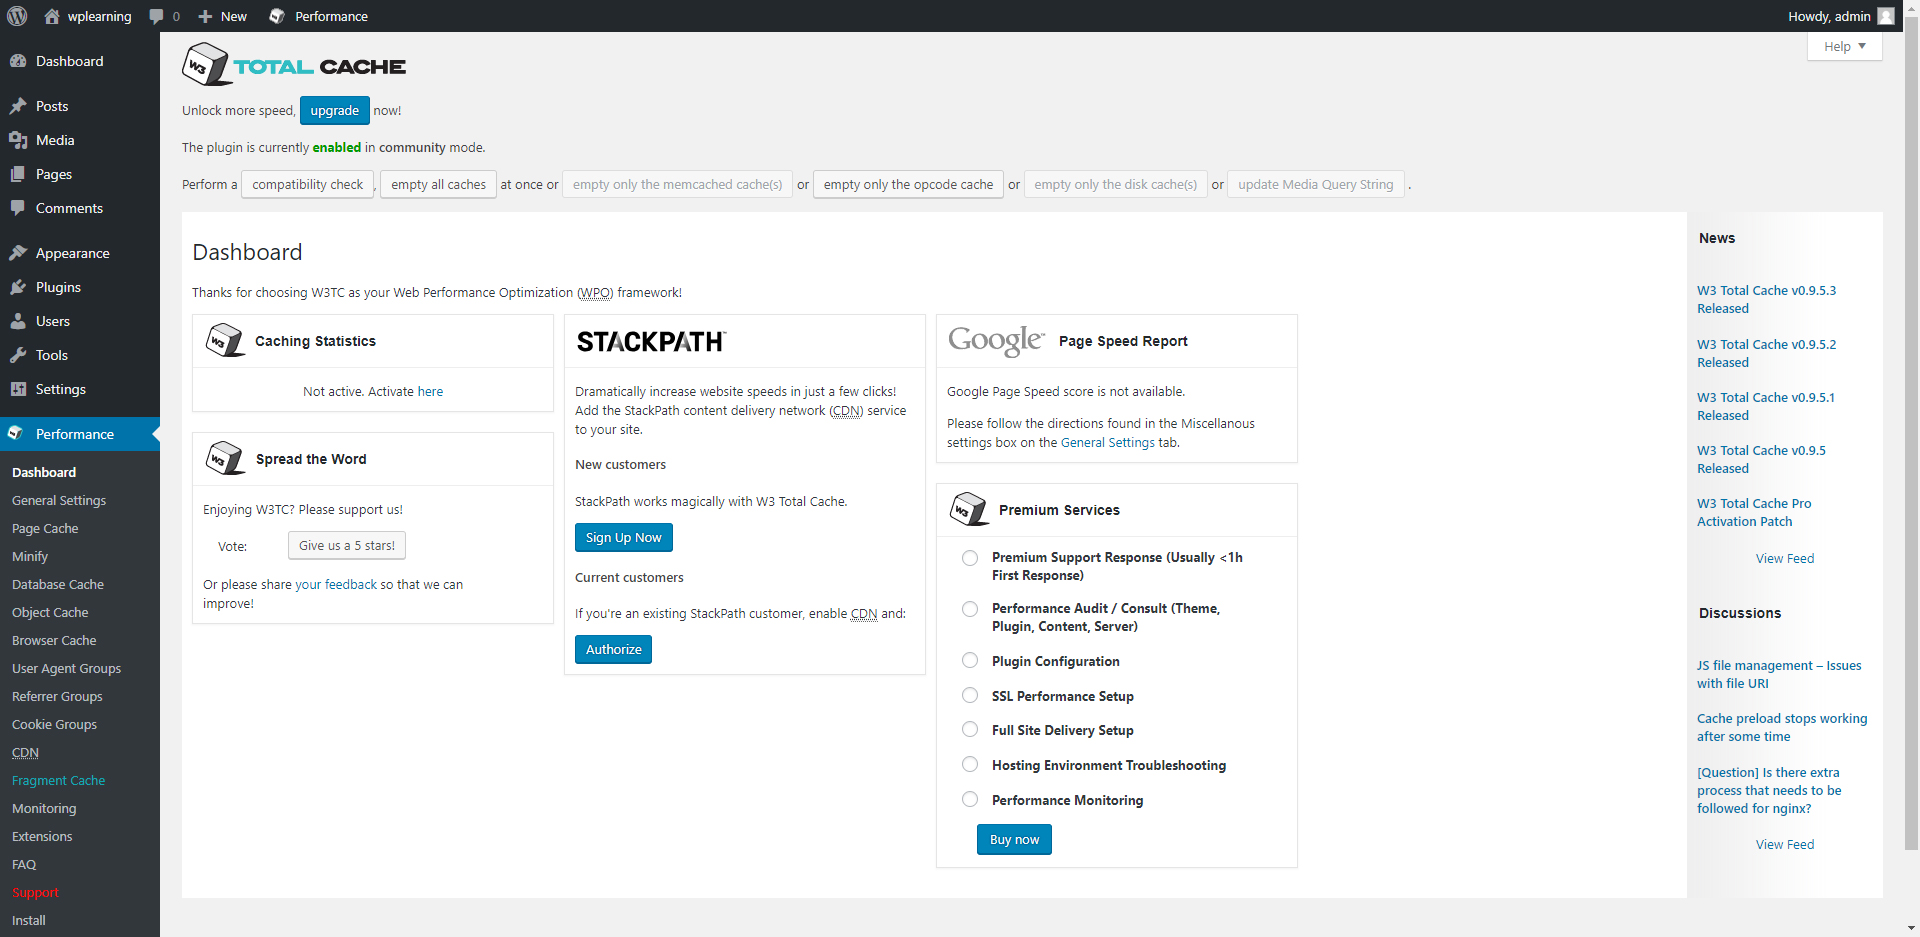 wplearning 0 New Performance Howdy, admin
Help
Dashboard
Posts
Media
Pages
Comments
Appearance
Plugins
Users
Tools
Settings
Performance
Dashboard
General Settings
Page Cache
Minify
Database Cache
Object Cache
Browser Cache
User Agent Groups
Referrer Groups
Cookie Groups
CDN
Fragment Cache
Monitoring
Extensions
FAQ
Support
Install
W3 TOTAL CACHE
Unlock more speed, upgrade now!
The plugin is currently enabled in community mode.
Perform a compatibility check, empty all caches at once or empty only the memcached cache(s) or empty only the opcode cache or empty only the disk cache(s) or update Media Query String .
Dashboard
Thanks for choosing W3TC as your Web Performance Optimization (WPO) framework!
W3 Caching Statistics
Not active. Activate here
W3 Spread the Word
Enjoying W3TC? Please support us!
Vote: Give us a 5 stars!
Or please share your feedback so that we can
improve!
STACKPATH™
Dramatically increase website speeds in just a few clicks!
Add the StackPath content delivery network (CDN) service
to your site.
New customers
StackPath works magically with W3 Total Cache.
Sign Up Now
Current customers
If you're an existing StackPath customer, enable CDN and:
Authorize
Google™ Page Speed Report
Google Page Speed score is not available.
Please follow the directions found in the Miscellanous
settings box on the General Settings tab.
W3 Premium Services
Premium Support Response (Usually <1h
First Response)
Performance Audit / Consult (Theme,
Plugin, Content, Server)
Plugin Configuration
SSL Performance Setup
Full Site Delivery Setup
Hosting Environment Troubleshooting
Performance Monitoring
Buy now
News
W3 Total Cache v0.9.5.3
Released
W3 Total Cache v0.9.5.2
Released
W3 Total Cache v0.9.5.1
Released
W3 Total Cache v0.9.5
Released
W3 Total Cache Pro
Activation Patch
View Feed
Discussions
JS file management – Issues
with file URI
Cache preload stops working
after some time
[Question] Is there extra
process that needs to be
followed for nginx?
View Feed